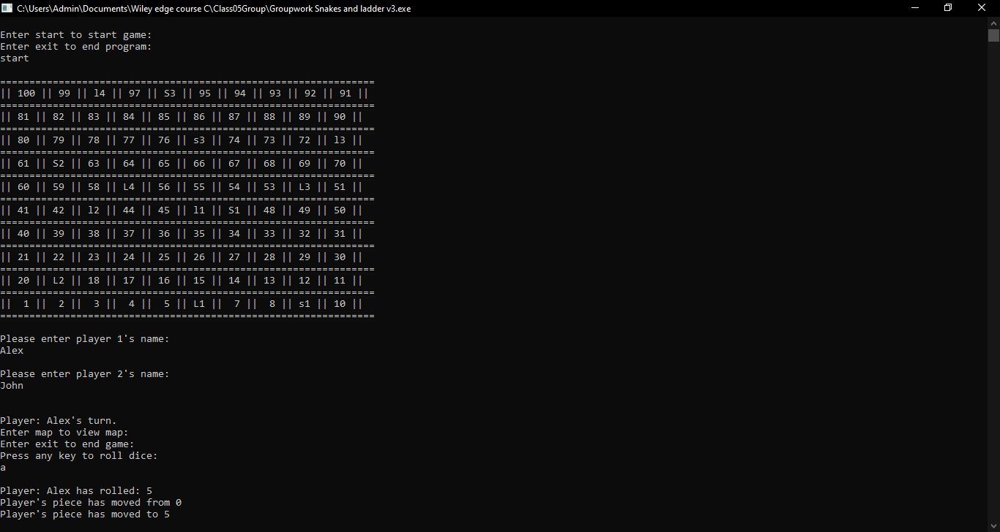 C:\Users\Admin\Documents\Wiley edge course C\Class05Group\Groupwork Snakes and ladder v3.exe
Enter start to start game:
Enter exit to end program:
start
================================================================
|| 100 || 99 || l4 || 97 || S3 || 95 || 94 || 93 || 92 || 91 ||
================================================================
|| 81 || 82 || 83 || 84 || 85 || 86 || 87 || 88 || 89 || 90 ||
================================================================
|| 80 || 79 || 78 || 77 || 76 || s3 || 74 || 73 || 72 || l3 ||
================================================================
|| 61 || S2 || 63 || 64 || 65 || 66 || 67 || 68 || 69 || 70 ||
================================================================
|| 60 || 59 || 58 || L4 || 56 || 55 || 54 || 53 || L3 || 51 ||
================================================================
|| 41 || 42 || l2 || 44 || 45 || l1 || S1 || 48 || 49 || 50 ||
================================================================
|| 40 || 39 || 38 || 37 || 36 || 35 || 34 || 33 || 32 || 31 ||
================================================================
|| 21 || 22 || 23 || 24 || 25 || 26 || 27 || 28 || 29 || 30 ||
================================================================
|| 20 || L2 || 18 || 17 || 16 || 15 || 14 || 13 || 12 || 11 ||
================================================================
||  1 ||  2 ||  3 ||  4 ||  5 || L1 ||  7 ||  8 || s1 || 10 ||
================================================================
Please enter player 1's name:
Alex
Please enter player 2's name:
John
Player: Alex's turn.
Enter map to view map:
Enter exit to end game:
Press any key to roll dice:
a
Player: Alex has rolled: 5
Player's piece has moved from 0
Player's piece has moved to 5